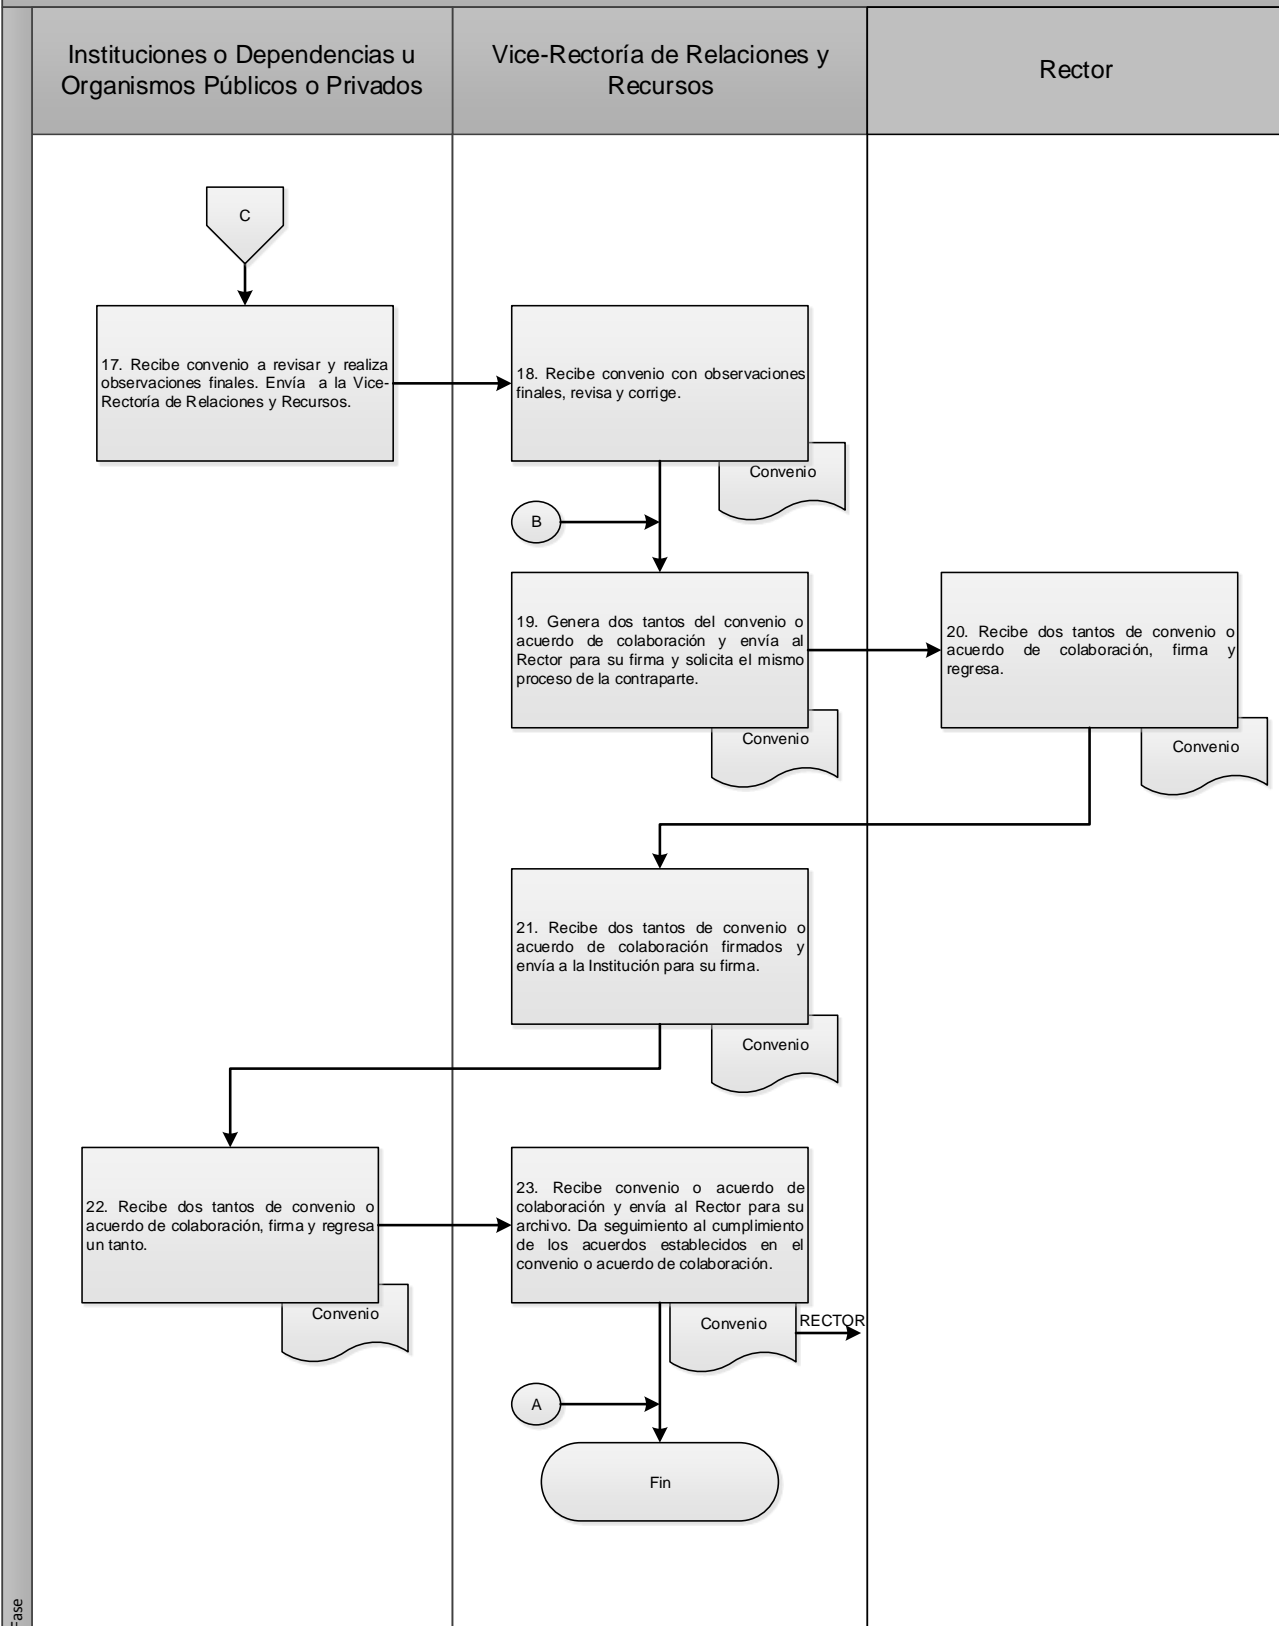 Instituciones o Dependencias u
Organismos Públicos o Privados
Vice-Rectoría de Relaciones y
Recursos
Rector
C
17. Recibe convenio a revisar y realiza
observaciones finales. Envía a la Vice-
Rectoría de Relaciones y Recursos.
18. Recibe convenio con observaciones
finales, revisa y corrige.
Convenio
B
19. Genera dos tantos del convenio o
acuerdo de colaboración y envía al
Rector para su firma y solicita el mismo
proceso de la contraparte.
Convenio
20. Recibe dos tantos de convenio o
acuerdo de colaboración, firma y
regresa.
Convenio
21. Recibe dos tantos de convenio o
acuerdo de colaboración firmados y
envía a la Institución para su firma.
Convenio
22. Recibe dos tantos de convenio o
acuerdo de colaboración, firma y regresa
un tanto.
Convenio
23. Recibe convenio o acuerdo de
colaboración y envía al Rector para su
archivo. Da seguimiento al cumplimiento
de los acuerdos establecidos en el
convenio o acuerdo de colaboración.
Convenio
RECTOR
A
Fin
Fase